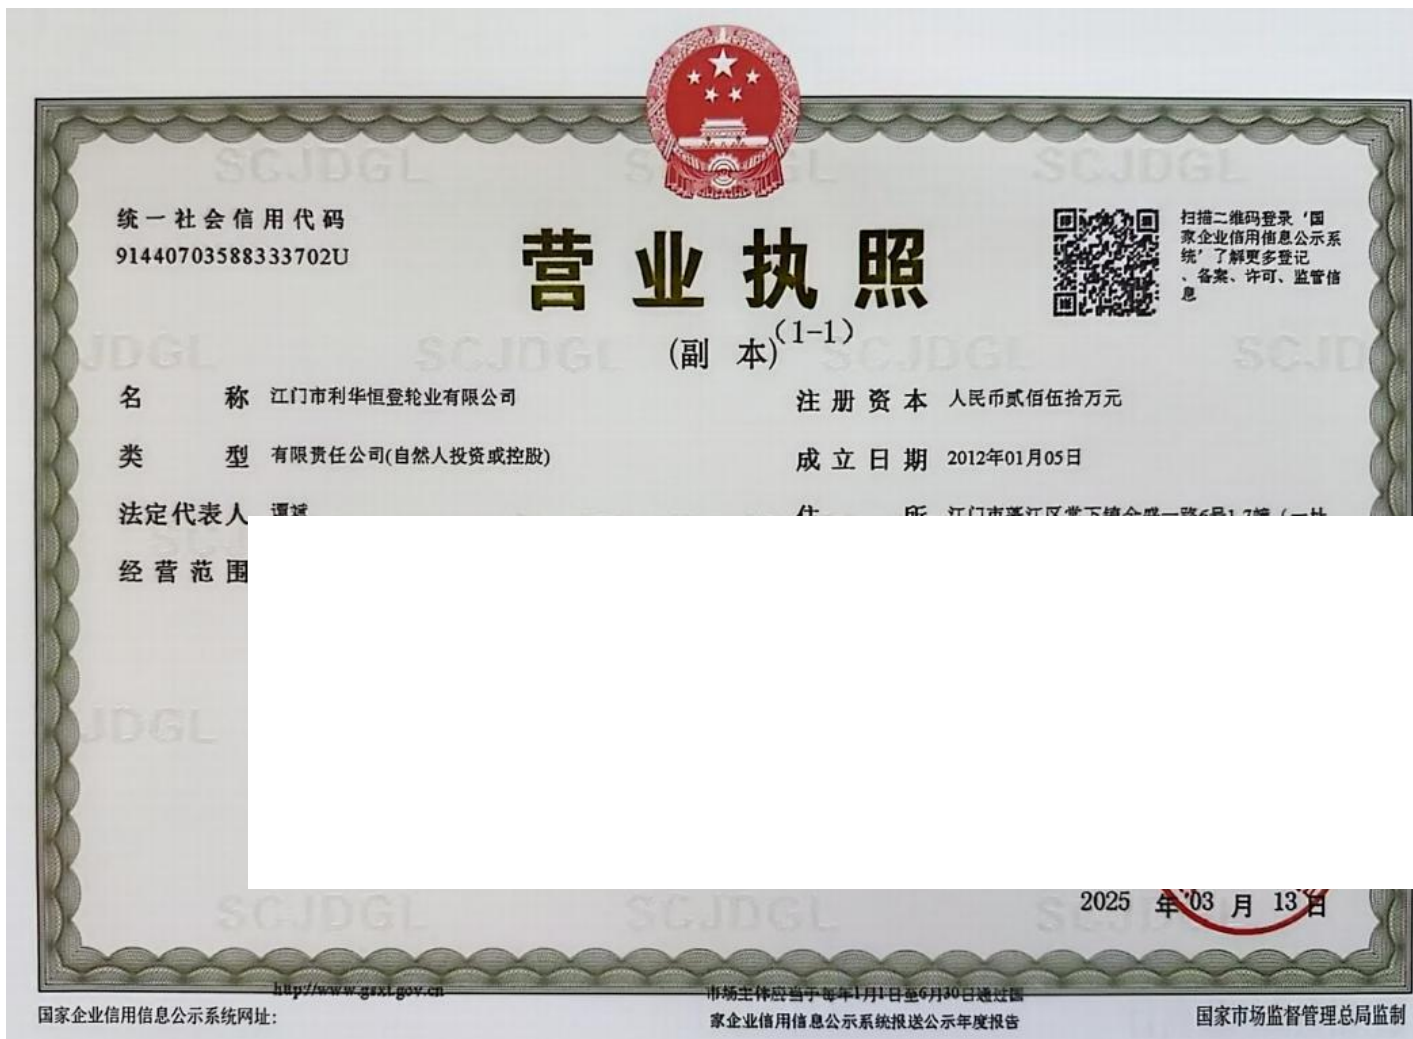 统一社会信用代码
91440703588333702U
营业执照
(副 本)(1-1)
扫描二维码登录‘国
家企业信用信息公示系
统’了解更多登记
、备案、许可、监管信
息
名 称 江门市利华恒登轮业有限公司
注册资本 人民币贰佰伍拾万元
类 型 有限责任公司(自然人投资或控股)
成立日期 2012年01月05日
法定代表人
住 所
经营范围
2025 年 03 月 13 日
国家企业信用信息公示系统网址:
http://www.gsxt.gov.cn
市场主体应当于每年1月1日至6月30日通过国
家企业信用信息公示系统报送公示年度报告
国家市场监督管理总局监制
SCJDGL